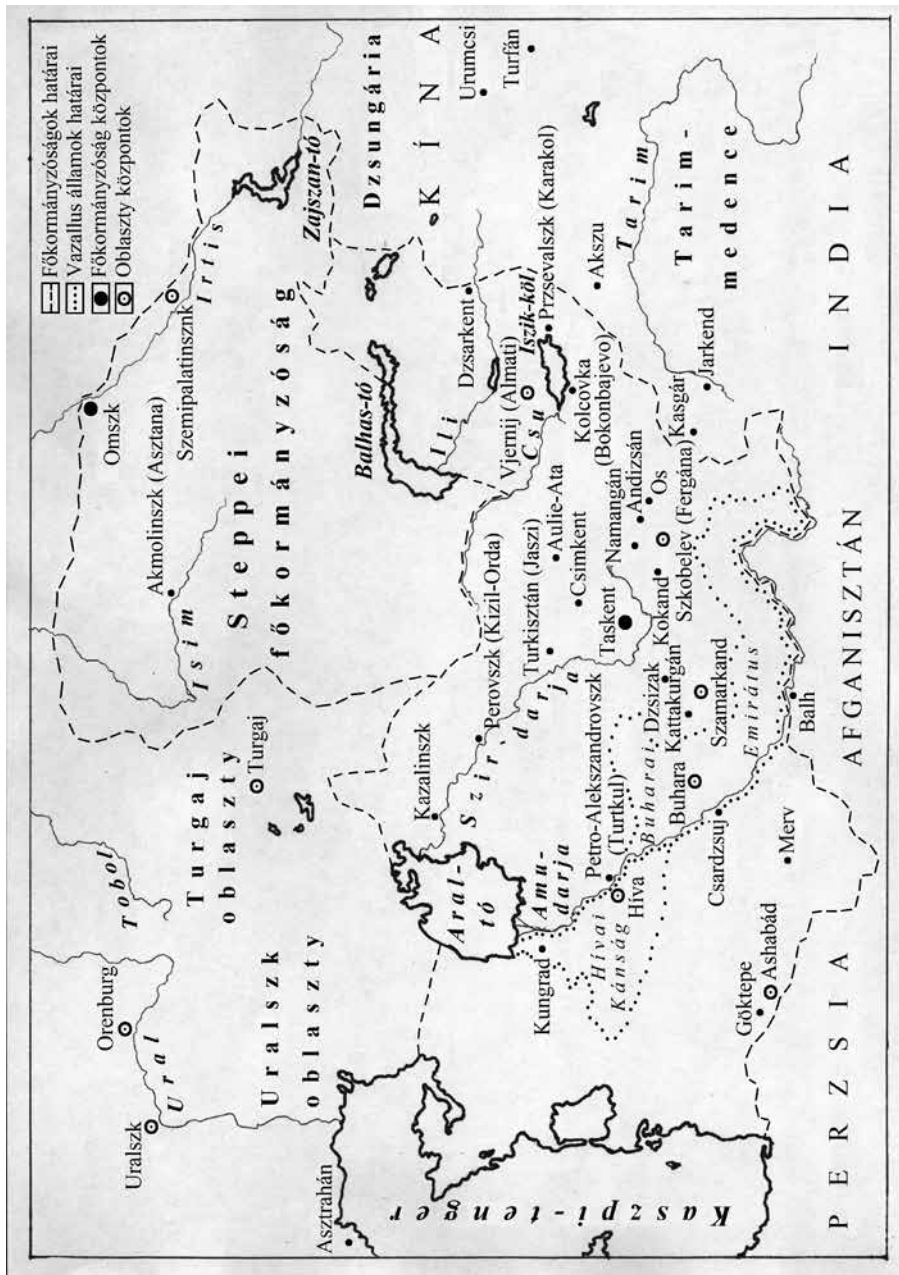 Főkormányzóságok határai
Vazallus államok határai
Főkormányzóság központok
Oblaszty központok
Orenburg
Uralszk
Ural
Tobol
Asztrahán
Uralszk
oblaszty
Turgaj
oblaszty
Turgaj
Omszk
Akmolinszk (Asztana)
Szemipalatinsznk
Isim
Irtis
Steppei
főkormányzóság
Zajszan-tó
Dzsungária
KÍNA
Urumcsi
Turfán
Balhas-tó
Ili
Dzsarkent
Vjernij (Almati)
Csu
Iszik-köl/
Przsevalszk (Karakol)
Kolcovka
(Bokonbajevo)
Akszu
Tarim
Tarim-
medence
Jarkend
Kasgár
Kaszpi-tenger
Aral-
tó
Kazalinszk
Perovszk (Kizil-Orda)
Szir-
darja
Turkisztán (Jaszi)
Aulie-Ata
Csimkent
Taskent
Namangán
Andizsán
Os
Kokand
Szkobelev (Fergána)
Amu-
darja
Kungrad
Petro-Alekszandrovszk
(Turtkul)
Hiva
Hivai
Kánság
Buharai
Emirátus
Dzsizak
Kattakurgán
Buhara
Szamarkand
Csardzsuj
Merv
Balh
Göktepe
Ashabád
PERZSIA
AFGANISZTÁN
INDIA